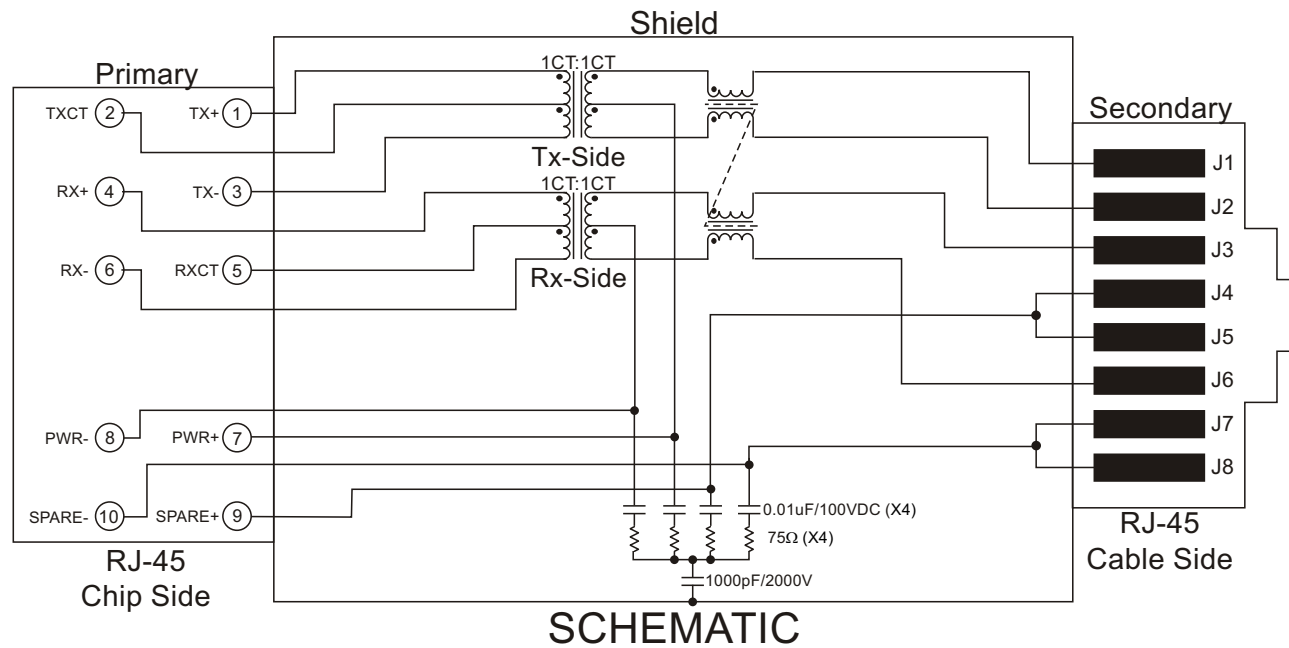 Shield
Primary
TXCT 2 TX+ 1
RX+ 4 TX- 3
RX- 6 RXCT 5
PWR- 8 PWR+ 7
SPARE- 10 SPARE+ 9
RJ-45
Chip Side
1CT:1CT
Tx-Side
1CT:1CT
Rx-Side
0.01uF/100VDC (X4)
75Ω (X4)
1000pF/2000V
Secondary
J1
J2
J3
J4
J5
J6
J7
J8
RJ-45
Cable Side
SCHEMATIC